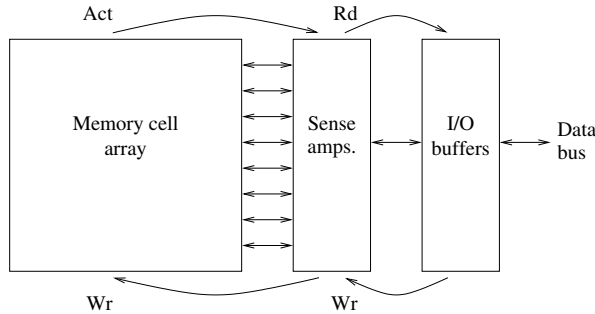 Act
Rd
Memory cell
array
Sense
amps.
I/O
buffers
Data
bus
Wr
Wr